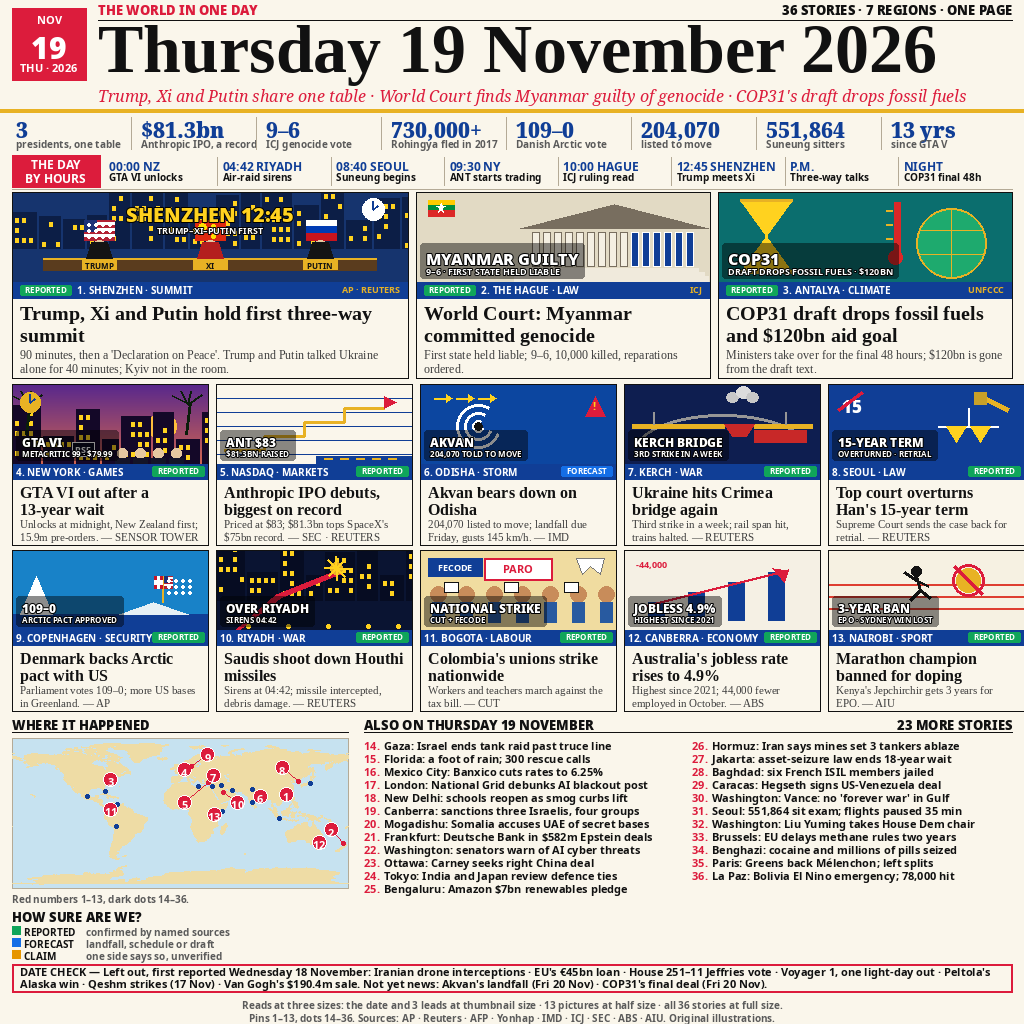 NOV
19
THU · 2026
THE WORLD IN ONE DAY
36 STORIES · 7 REGIONS · ONE PAGE
Thursday 19 November 2026
Trump, Xi and Putin share one table · World Court finds Myanmar guilty of genocide · COP31's draft drops fossil fuels
3
presidents, one table
$81.3bn
Anthropic IPO, a record
9–6
ICJ genocide vote
730,000+
Rohingya fled in 2017
109–0
Danish Arctic vote
204,070
listed to move
551,864
Suneung sitters
13 yrs
since GTA V
THE DAY
BY HOURS
00:00 NZ
GTA VI unlocks
04:42 RIYADH
Air-raid sirens
08:40 SEOUL
Suneung begins
09:30 NY
ANT starts trading
10:00 HAGUE
ICJ ruling read
12:45 SHENZHEN
Trump meets Xi
P.M.
Three-way talks
NIGHT
COP31 final 48h
SHENZHEN 12:45
TRUMP–XI–PUTIN FIRST
TRUMP
XI
PUTIN
REPORTED
1. SHENZHEN · SUMMIT
AP · REUTERS
Trump, Xi and Putin hold first three-way
summit
90 minutes, then a 'Declaration on Peace'. Trump and Putin talked Ukraine
alone for 40 minutes; Kyiv not in the room.
MYANMAR GUILTY
9–6 · FIRST STATE HELD LIABLE
REPORTED
2. THE HAGUE · LAW
ICJ
World Court: Myanmar
committed genocide
First state held liable; 9–6, 10,000 killed, reparations
ordered.
COP31
DRAFT DROPS FOSSIL FUELS · $120BN
REPORTED
3. ANTALYA · CLIMATE
UNFCCC
COP31 draft drops fossil fuels
and $120bn aid goal
Ministers take over for the final 48 hours; $120bn is gone
from the draft text.
GTA VI
METACRITIC 99 · $79.99
4. NEW YORK · GAMES
REPORTED
GTA VI out after a
13-year wait
Unlocks at midnight, New Zealand first;
15.9m pre-orders. — SENSOR TOWER
ANT $83
$81.3BN RAISED
5. NASDAQ · MARKETS
REPORTED
Anthropic IPO debuts,
biggest on record
Priced at $83; $81.3bn tops SpaceX's
$75bn record. — SEC · REUTERS
!
AKVAN
204,070 TOLD TO MOVE
6. ODISHA · STORM
FORECAST
Akvan bears down on
Odisha
204,070 listed to move; landfall due
Friday, gusts 145 km/h. — IMD
KERCH BRIDGE
3RD STRIKE IN A WEEK
7. KERCH · WAR
REPORTED
Ukraine hits Crimea
bridge again
Third strike in a week; rail span hit,
trains halted. — REUTERS
15
15-YEAR TERM
OVERTURNED · RETRIAL
8. SEOUL · LAW
REPORTED
Top court overturns
Han's 15-year term
Supreme Court sends the case back for
retrial. — REUTERS
109–0
ARCTIC PACT APPROVED
9. COPENHAGEN · SECURITY
REPORTED
Denmark backs Arctic
pact with US
Parliament votes 109–0; more US bases
in Greenland. — AP
OVER RIYADH
SIRENS 04:42
10. RIYADH · WAR
REPORTED
Saudis shoot down Houthi
missiles
Sirens at 04:42; missile intercepted,
debris damage. — REUTERS
FECODE
PARO
NATIONAL STRIKE
CUT + FECODE
11. BOGOTA · LABOUR
REPORTED
Colombia's unions strike
nationwide
Workers and teachers march against the
tax bill. — CUT
-44,000
JOBLESS 4.9%
HIGHEST SINCE 2021
12. CANBERRA · ECONOMY
REPORTED
Australia's jobless rate
rises to 4.9%
Highest since 2021; 44,000 fewer
employed in October. — ABS
3-YEAR BAN
EPO · SYDNEY WIN LOST
13. NAIROBI · SPORT
REPORTED
Marathon champion
banned for doping
Kenya's Jepchirchir gets 3 years for
EPO. — AIU
WHERE IT HAPPENED
9
4
7
8
3
5
10
6
1
11
13
2
12
Red numbers 1–13, dark dots 14–36.
HOW SURE ARE WE?
REPORTED confirmed by named sources
FORECAST landfall, schedule or draft
CLAIM one side says so, unverified
ALSO ON THURSDAY 19 NOVEMBER
23 MORE STORIES
14. Gaza: Israel ends tank raid past truce line
15. Florida: a foot of rain; 300 rescue calls
16. Mexico City: Banxico cuts rates to 6.25%
17. London: National Grid debunks AI blackout post
18. New Delhi: schools reopen as smog curbs lift
19. Canberra: sanctions three Israelis, four groups
20. Mogadishu: Somalia accuses UAE of secret bases
21. Frankfurt: Deutsche Bank in $582m Epstein deals
22. Washington: senators warn of AI cyber threats
23. Ottawa: Carney seeks right China deal
24. Tokyo: India and Japan review defence ties
25. Bengaluru: Amazon $7bn renewables pledge
26. Hormuz: Iran says mines set 3 tankers ablaze
27. Jakarta: asset-seizure law ends 18-year wait
28. Baghdad: six French ISIL members jailed
29. Caracas: Hegseth signs US-Venezuela deal
30. Washington: Vance: no 'forever war' in Gulf
31. Seoul: 551,864 sit exam; flights paused 35 min
32. Washington: Liu Yuming takes House Dem chair
33. Brussels: EU delays methane rules two years
34. Benghazi: cocaine and millions of pills seized
35. Paris: Greens back Mélenchon; left splits
36. La Paz: Bolivia El Nino emergency; 78,000 hit
DATE CHECK — Left out, first reported Wednesday 18 November: Iranian drone interceptions · EU's €45bn loan · House 251–11 Jeffries vote · Voyager 1, one light-day out · Peltola's
Alaska win · Qeshm strikes (17 Nov) · Van Gogh's $190.4m sale. Not yet news: Akvan's landfall (Fri 20 Nov) · COP31's final deal (Fri 20 Nov).
Reads at three sizes: the date and 3 leads at thumbnail size · 13 pictures at half size · all 36 stories at full size.
Pins 1–13, dots 14–36. Sources: AP · Reuters · AFP · Yonhap · IMD · ICJ · SEC · ABS · AIU. Original illustrations.